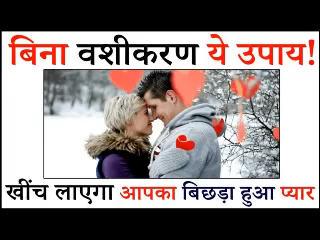 बिना वशीकरण ये उपाय!
खींच लाएगा आपका बिछड़ा हुआ प्यार